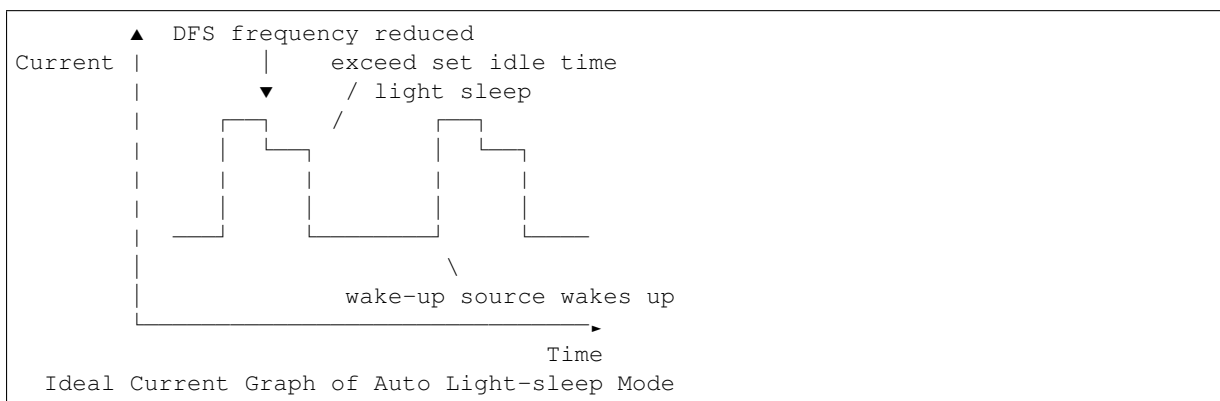 DFS frequency reduced
Current exceed set idle time
light sleep
wake-up source wakes up
Time
Ideal Current Graph of Auto Light-sleep Mode